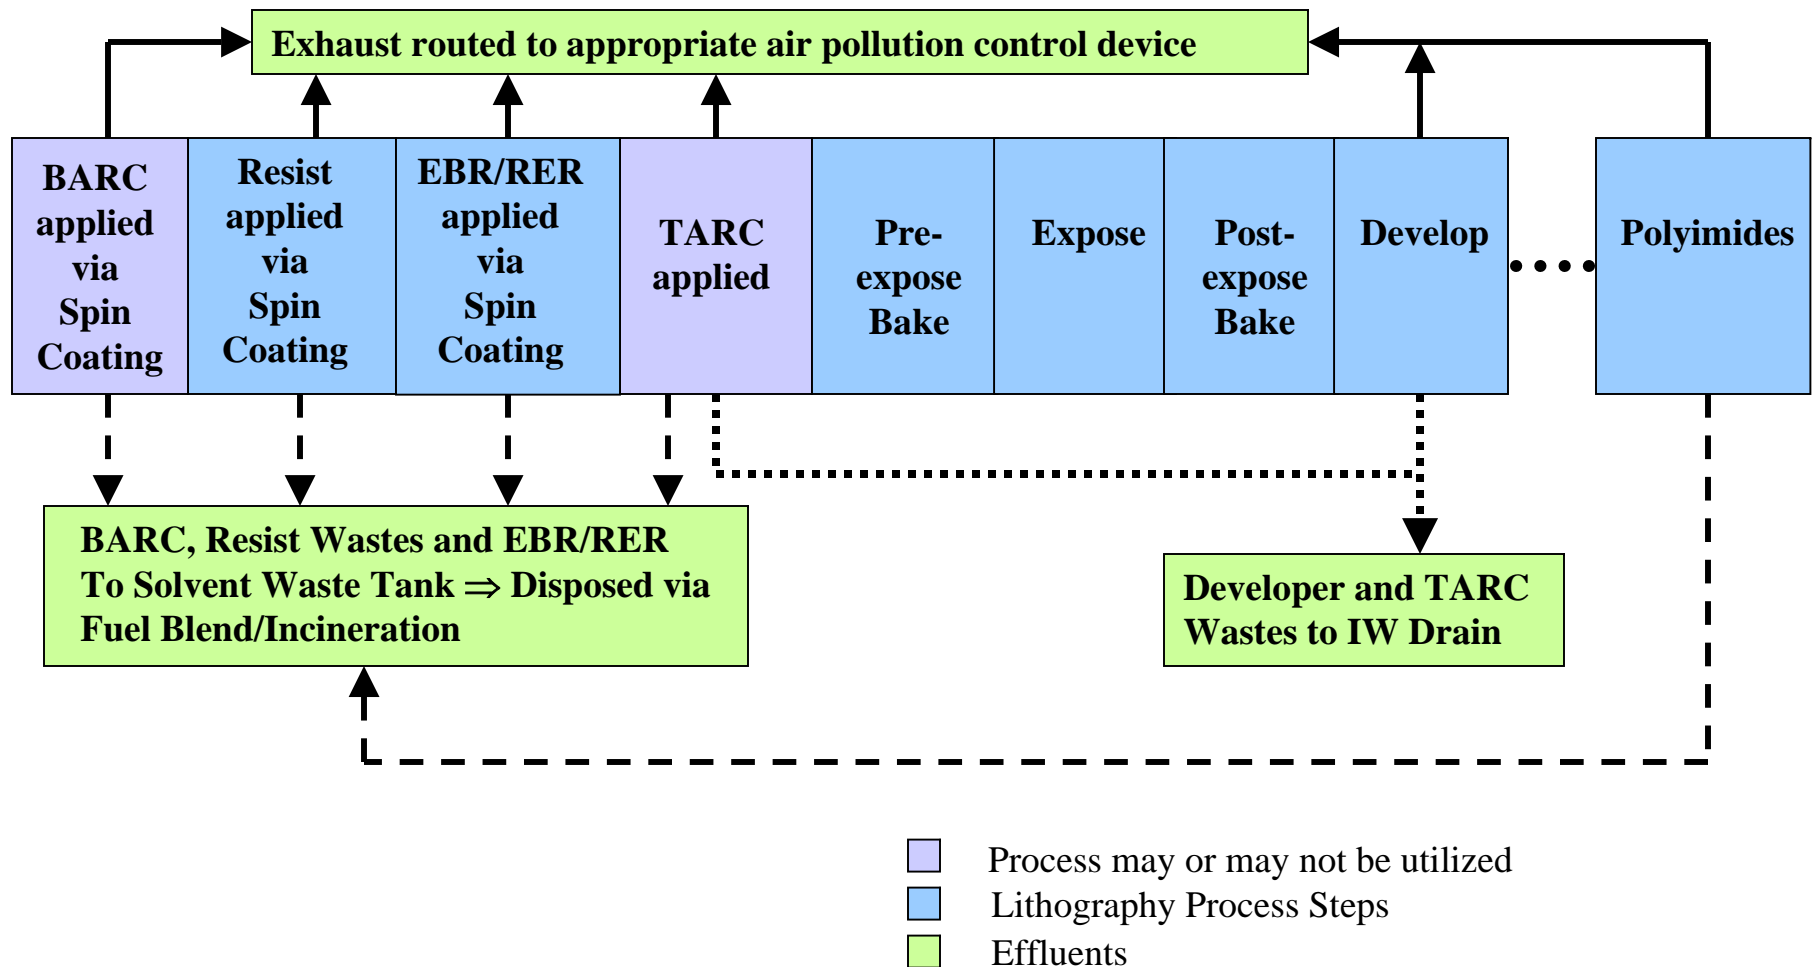 Exhaust routed to appropriate air pollution control device
BARC
applied
via
Spin
Coating
Resist
applied
via
Spin
Coating
EBR/RER
applied
via
Spin
Coating
TARC
applied
Pre-
expose
Bake
Expose
Post-
expose
Bake
Develop
Polyimides
BARC, Resist Wastes and EBR/RER
To Solvent Waste Tank ⇒ Disposed via
Fuel Blend/Incineration
Developer and TARC
Wastes to IW Drain
Process may or may not be utilized
Lithography Process Steps
Effluents